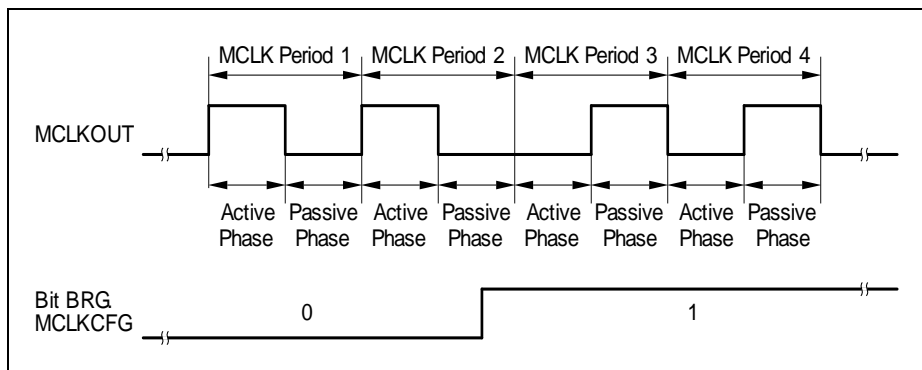 MCLK Period 1 MCLK Period 2 MCLK Period 3 MCLK Period 4
MCLKOUT
Active Phase Passive Phase Active Phase Passive Phase Active Phase Passive Phase Active Phase Passive Phase
Bit BRG.
MCLKCFG
0 1